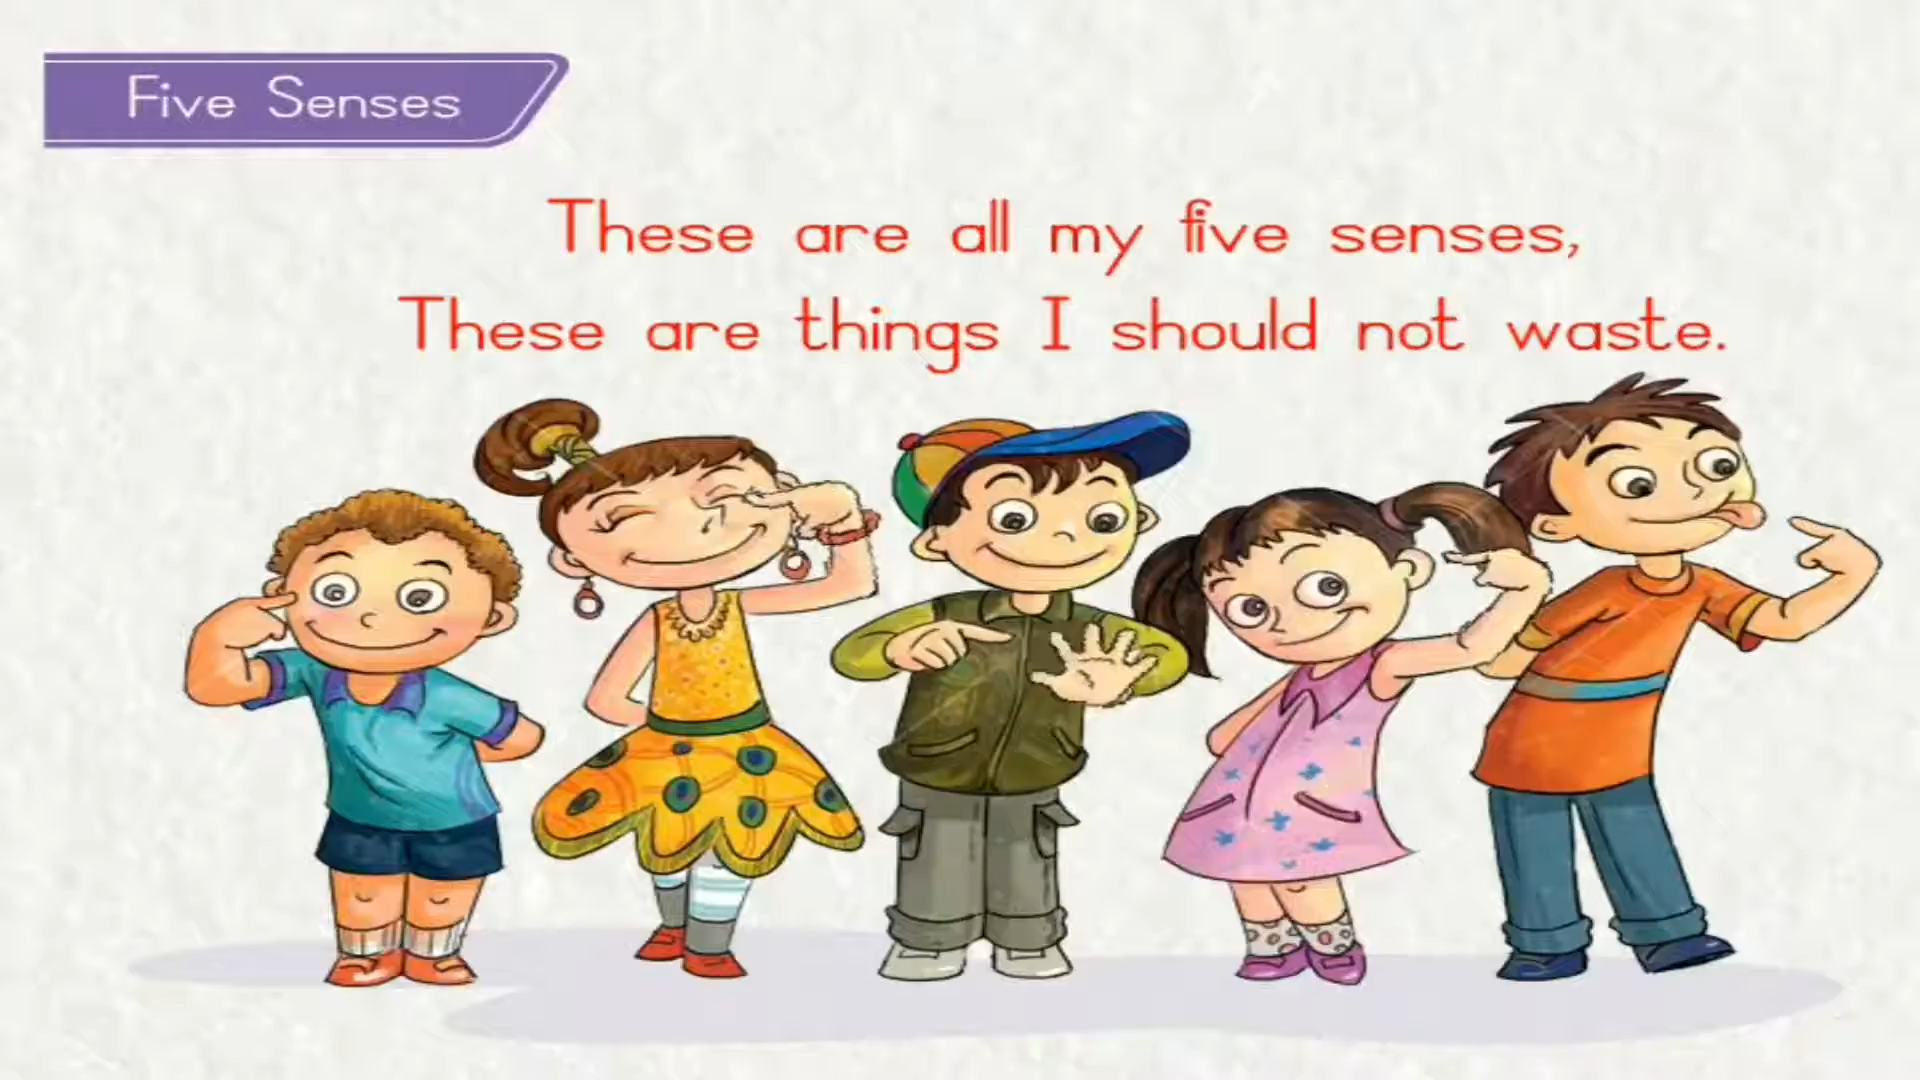 Five Senses
These are all my five senses,
These are things I should not waste.